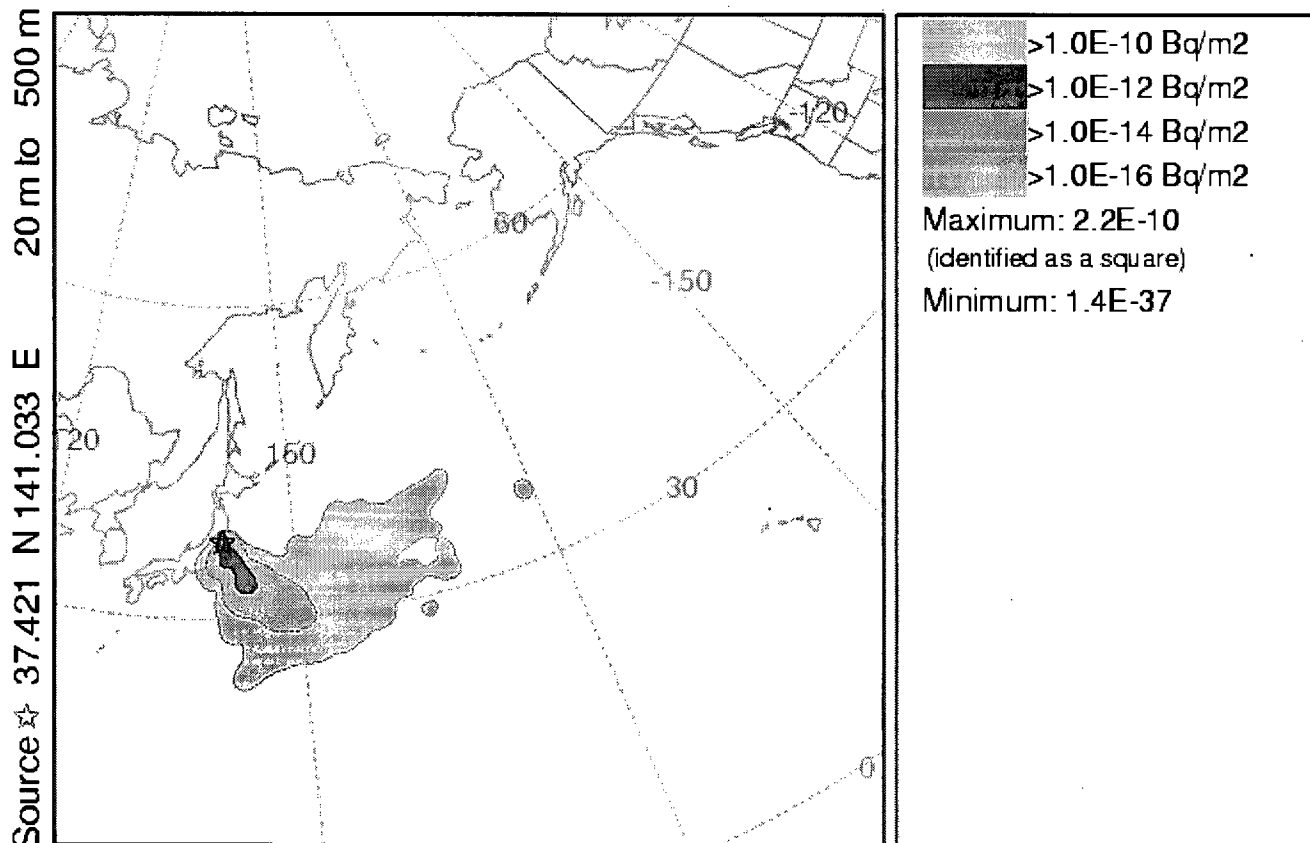 Source ☆ 37.421 N 141.033 E 20 m to 500 m
>1.0E-10 Bq/m2
>1.0E-12 Bq/m2
>1.0E-14 Bq/m2
>1.0E-16 Bq/m2
Maximum: 2.2E-10
(identified as a square)
Minimum: 1.4E-37
-120
60
-150
20
160
30
0